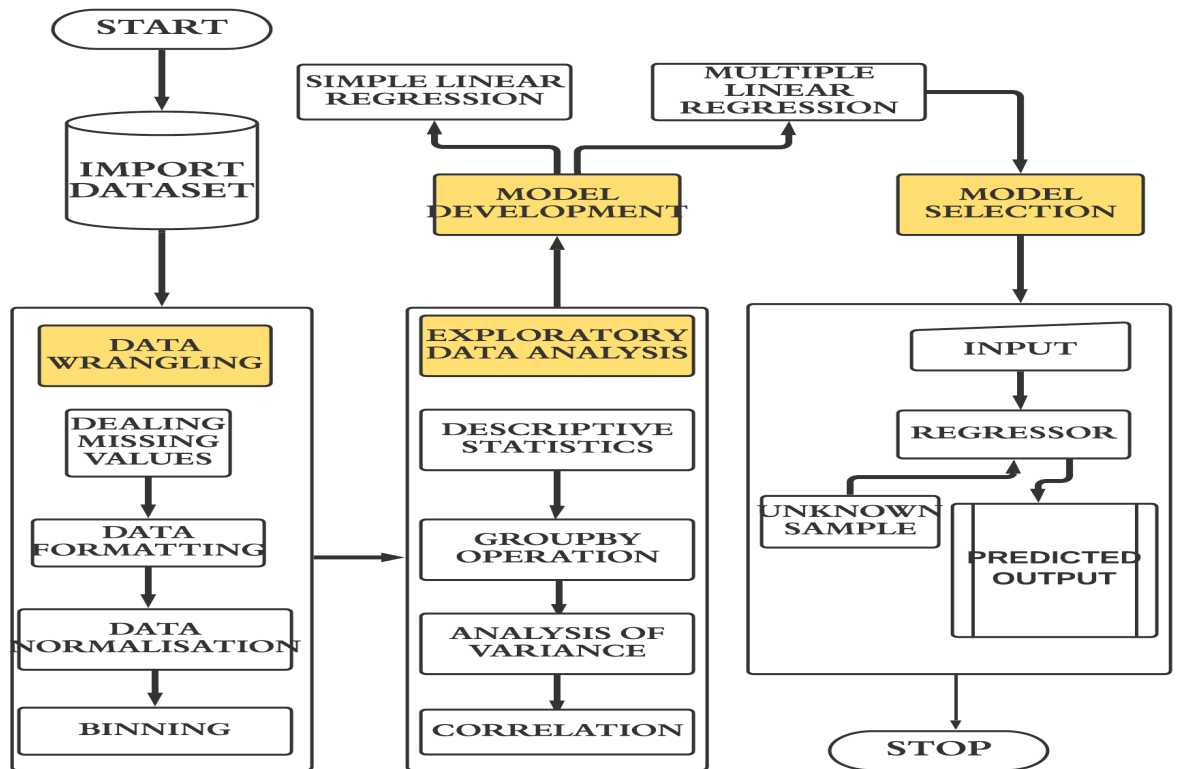 START
IMPORT
DATASET
DATA
WRANGLING
DEALING
MISSING
VALUES
DATA
FORMATTING
DATA
NORMALISATION
BINNING
EXPLORATORY
DATA ANALYSIS
DESCRIPTIVE
STATISTICS
GROUPBY
OPERATION
ANALYSIS OF
VARIANCE
CORRELATION
MODEL
DEVELOPMENT
SIMPLE LINEAR
REGRESSION
MULTIPLE
LINEAR
REGRESSION
MODEL
SELECTION
INPUT
REGRESSOR
UNKNOWN
SAMPLE
PREDICTED
OUTPUT
STOP